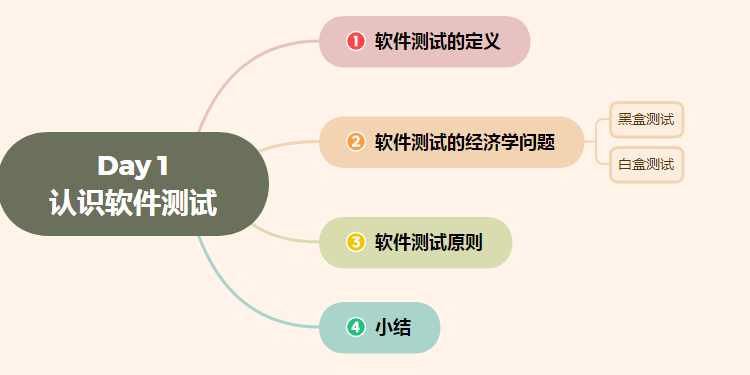 Day 1
认识软件测试
1 软件测试的定义
2 软件测试的经济学问题
黑盒测试
白盒测试
3 软件测试原则
4 小结